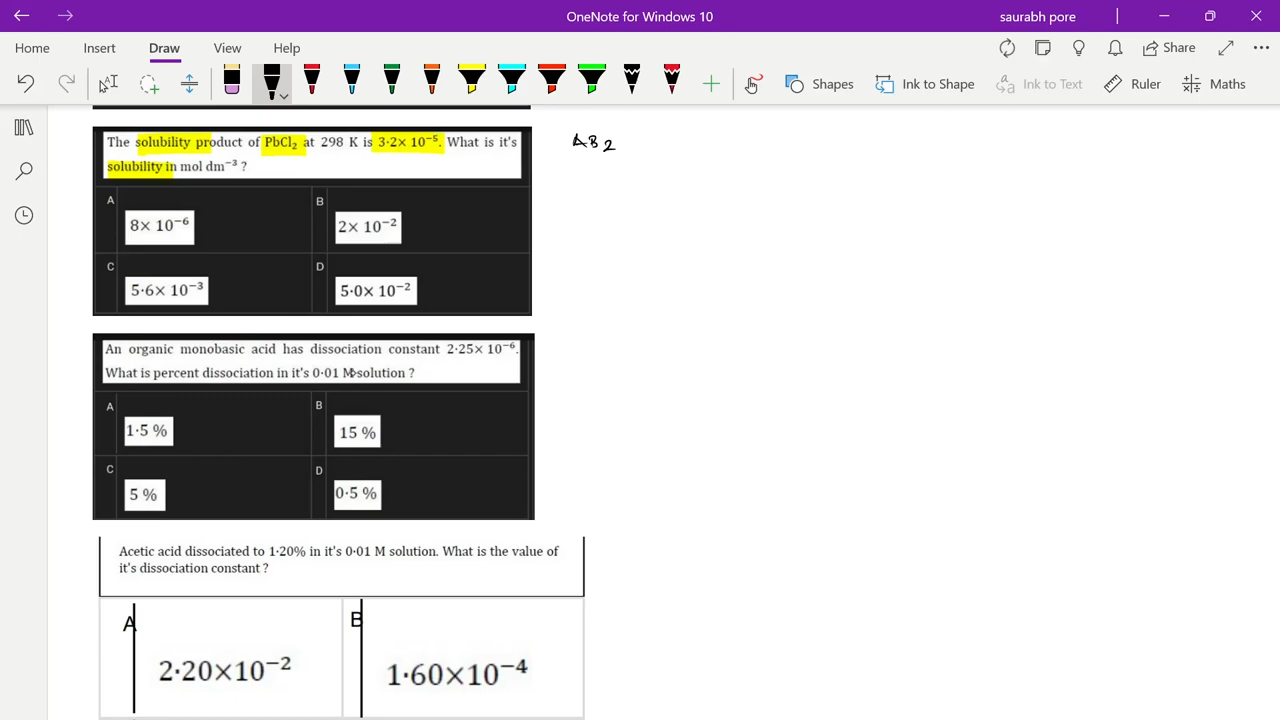 OneNote for Windows 10
saurabh pore
Home Insert Draw View Help
Share
Shapes Ink to Shape Ink to Text Ruler Maths
The solubility product of PbCl₂ at 298 K is 3·2× 10⁻⁵. What is it's
solubility in mol dm⁻³ ?
AB2
A 8× 10⁻⁶
B 2× 10⁻²
C 5·6× 10⁻³
D 5·0× 10⁻²
An organic monobasic acid has dissociation constant 2·25× 10⁻⁶.
What is percent dissociation in it's 0·01 M solution ?
A 1·5 %
B 15 %
C 5 %
D 0·5 %
Acetic acid dissociated to 1·20% in it's 0·01 M solution. What is the value of
it's dissociation constant ?
A 2·20×10⁻²
B 1·60×10⁻⁴